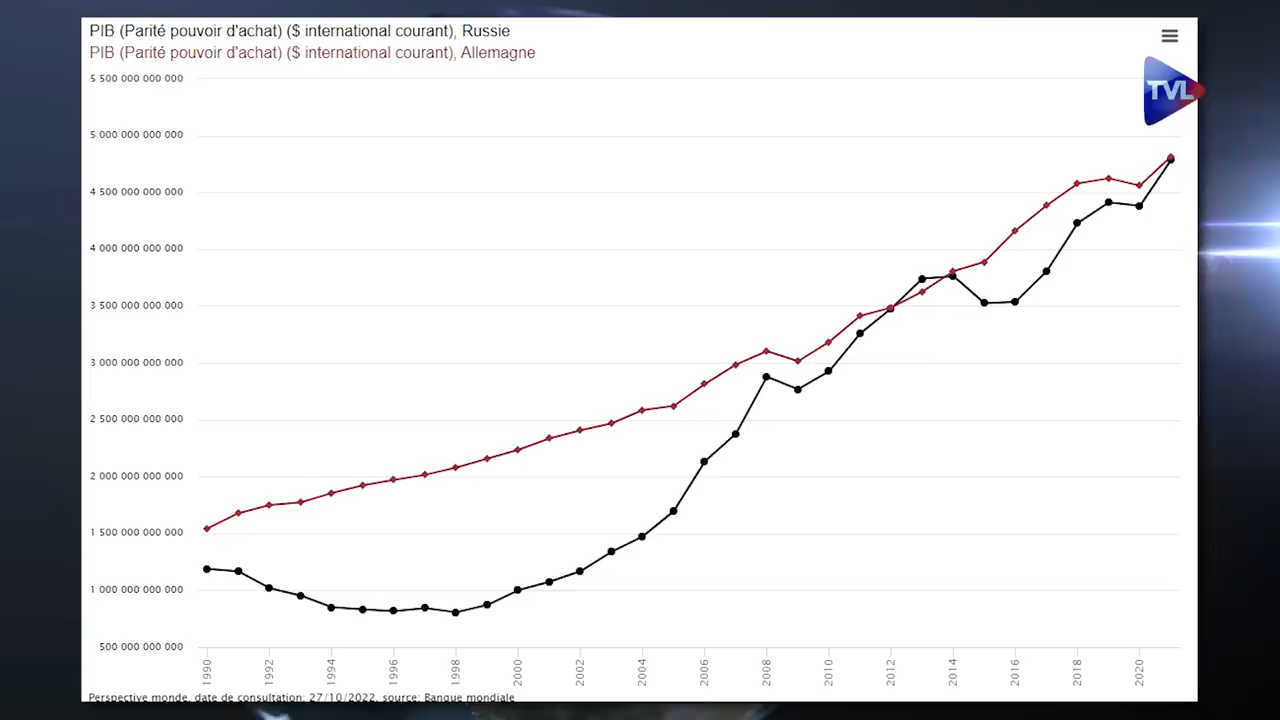 PIB (Parité pouvoir d'achat) ($ international courant), Russie
PIB (Parité pouvoir d'achat) ($ international courant), Allemagne
TVL
5 500 000 000 000
5 000 000 000 000
4 500 000 000 000
4 000 000 000 000
3 500 000 000 000
3 000 000 000 000
2 500 000 000 000
2 000 000 000 000
1 500 000 000 000
1 000 000 000 000
500 000 000 000
1990 1992 1994 1996 1998 2000 2002 2004 2006 2008 2010 2012 2014 2016 2018 2020
Perspective monde, date de consultation: 27/10/2022, source: Banque mondiale